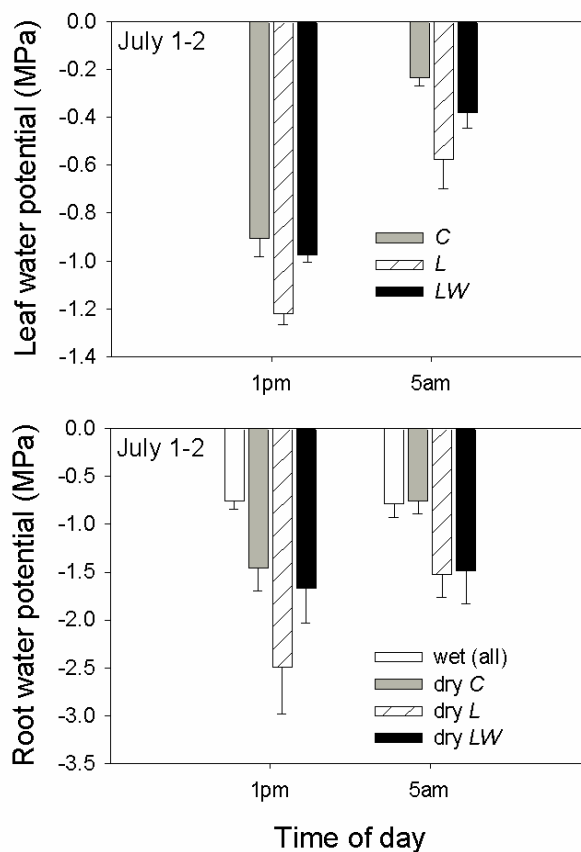 July 1-2
Leaf water potential (MPa)
0.0
-0.2
-0.4
-0.6
-0.8
-1.0
-1.2
-1.4
C
L
LW
1pm
5am
July 1-2
Root water potential (MPa)
0.0
-0.5
-1.0
-1.5
-2.0
-2.5
-3.0
-3.5
wet (all)
dry C
dry L
dry LW
1pm
5am
Time of day